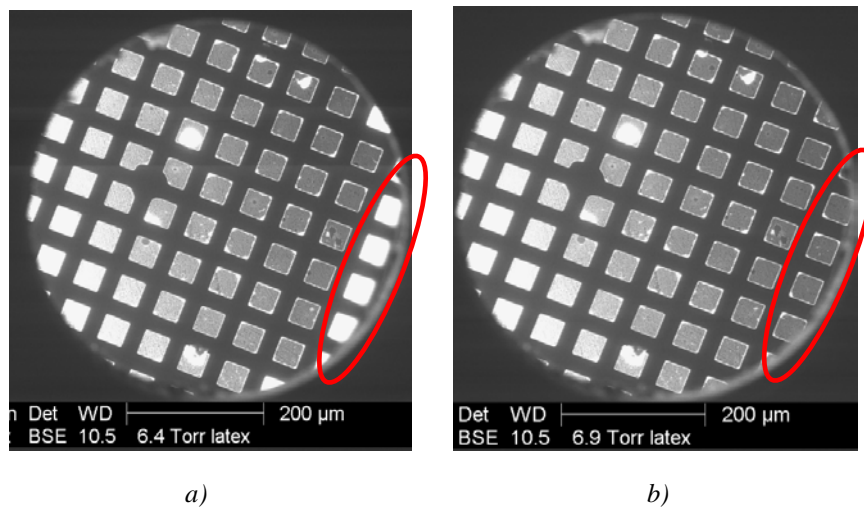 Det WD 200 µm
BSE 10.5 6.4 Torr latex
Det WD 200 µm
BSE 10.5 6.9 Torr latex
a) b)